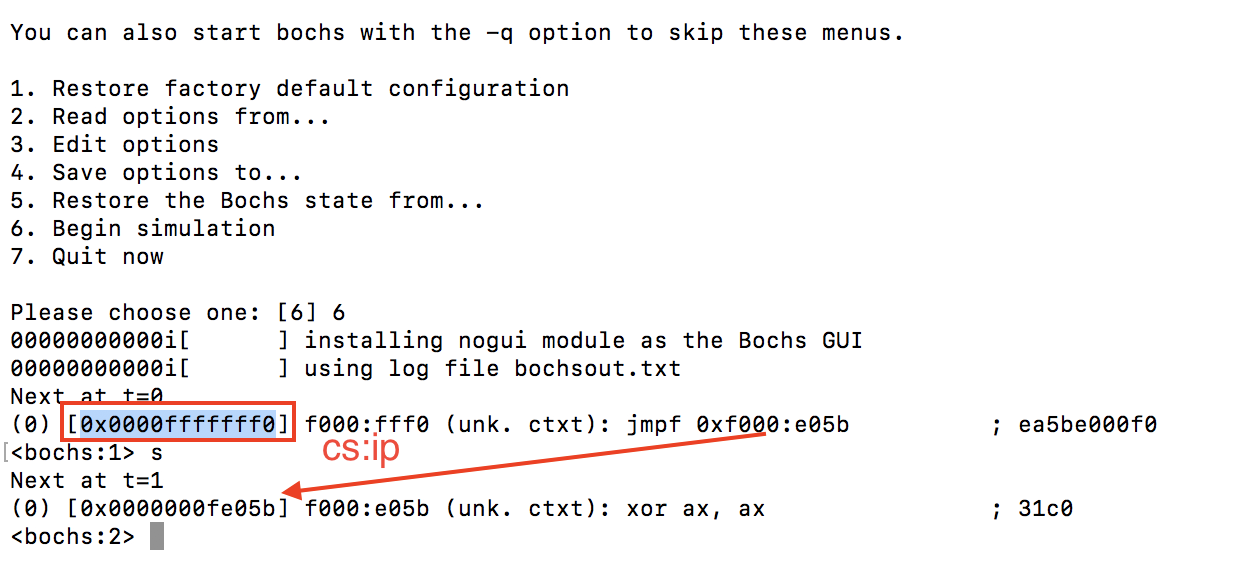 You can also start bochs with the -q option to skip these menus.
1. Restore factory default configuration
2. Read options from...
3. Edit options
4. Save options to...
5. Restore the Bochs state from...
6. Begin simulation
7. Quit now
Please choose one: [6] 6
00000000000i[      ] installing nogui module as the Bochs GUI
00000000000i[      ] using log file bochsout.txt
Next at t=0
(0) [0x0000fffffff0] f000:fff0 (unk. ctxt): jmpf 0xf000:e05b          ; ea5be000f0
<bochs:1> s
cs:ip
Next at t=1
(0) [0x0000000fe05b] f000:e05b (unk. ctxt): xor ax, ax                ; 31c0
<bochs:2>